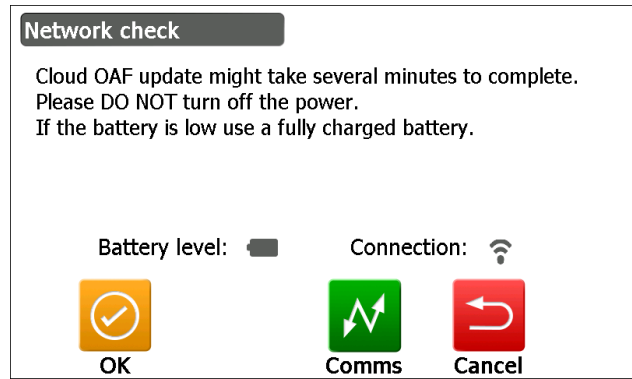 Network check
Cloud OAF update might take several minutes to complete.
Please DO NOT turn off the power.
If the battery is low use a fully charged battery.
Battery level: Connection:
OK Comms Cancel